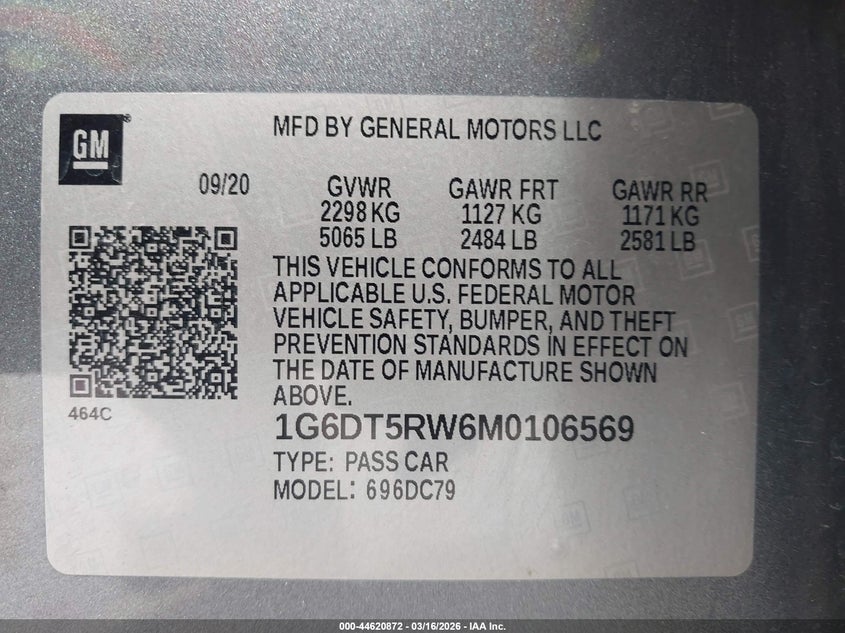 GM®
MFD BY GENERAL MOTORS LLC
09/20 GVWR GAWR FRT GAWR RR
2298 KG 1127 KG 1171 KG
5065 LB 2484 LB 2581 LB
THIS VEHICLE CONFORMS TO ALL
APPLICABLE U.S. FEDERAL MOTOR
VEHICLE SAFETY, BUMPER, AND THEFT
PREVENTION STANDARDS IN EFFECT ON
THE DATE OF MANUFACTURE SHOWN
ABOVE.
464C
1G6DT5RW6M0106569
TYPE: PASS CAR
MODEL: 696DC79
000-44620872 - 03/16/2026 - IAA Inc.